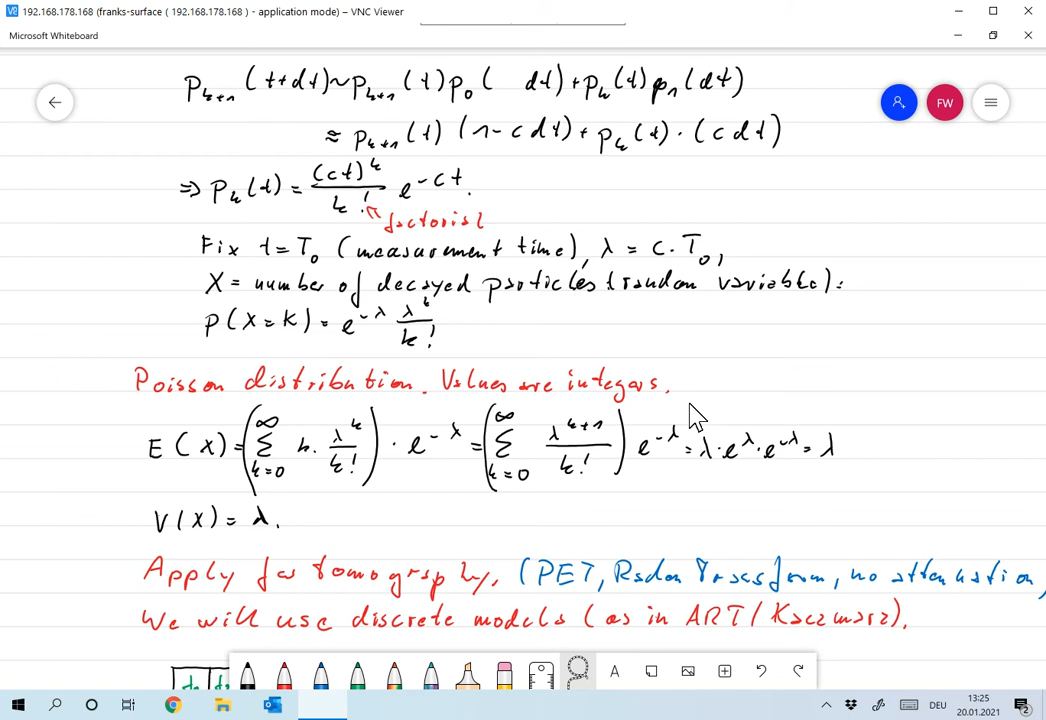 192.168.178.168 (franks-surface ( 192.168.178.168 ) - application mode) – VNC Viewer
Microsoft Whiteboard
FW
P_{k+1}(t+dt) ~ P_{k+1}(t) p_0( dt) + p_k(t) p_1(dt)
≈ p_{k+1}(t) (1-c dt) + p_k(t) · (c dt)
⇒ P_k(t) = (ct)^k / k! e^{-ct}.
factorial
Fix t = T_0 (measurement time), λ = c · T_0,
X = number of decayed particles (random variable):
P(X=k) = e^{-λ} λ^k / k!
Poisson distribution. Values are integers.
E(X) = (∑_{k=0}^∞ k · λ^k / k!) · e^{-λ} = (∑_{k=0}^∞ λ^{k+1} / k!) e^{-λ} = λ · e^λ · e^{-λ} = λ
V(X) = λ.
Apply for tomography, (PET, Radon Transform, no attenuation,
We will use discrete models (as in ART/Kaczmarz).
A
DEU
13:25
20.01.2021
2